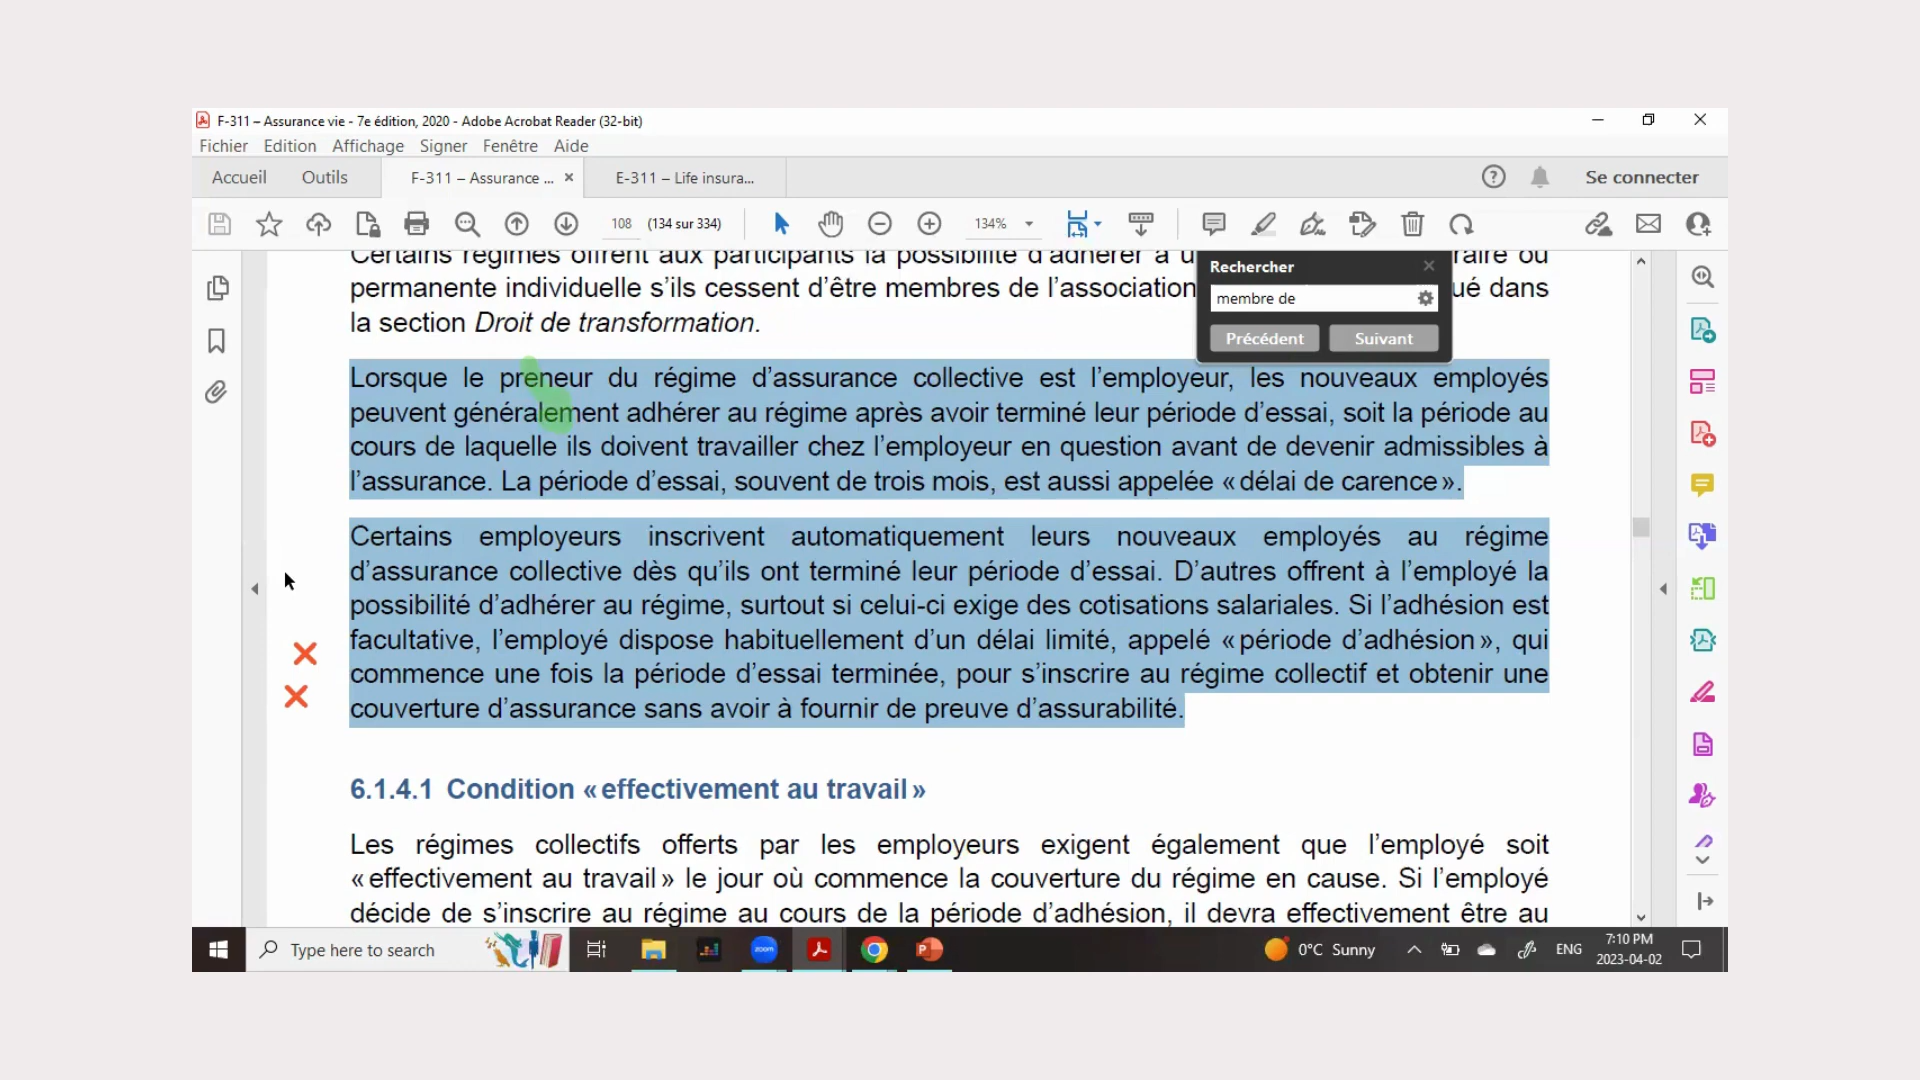 F-311 – Assurance vie - 7e édition, 2020 - Adobe Acrobat Reader (32-bit)
Fichier Edition Affichage Signer Fenêtre Aide
Accueil Outils F-311 – Assurance ... × E-311 – Life insura... Se connecter
108 (134 sur 334) 134%
Certains régimes offrent aux participants la possibilité d'adhérer à u raire ou
permanente individuelle s'ils cessent d'être membres de l'association ué dans
la section Droit de transformation.
Rechercher
membre de
Précédent Suivant
Lorsque le preneur du régime d'assurance collective est l'employeur, les nouveaux employés
peuvent généralement adhérer au régime après avoir terminé leur période d'essai, soit la période au
cours de laquelle ils doivent travailler chez l'employeur en question avant de devenir admissibles à
l'assurance. La période d'essai, souvent de trois mois, est aussi appelée « délai de carence ».
Certains employeurs inscrivent automatiquement leurs nouveaux employés au régime
d'assurance collective dès qu'ils ont terminé leur période d'essai. D'autres offrent à l'employé la
possibilité d'adhérer au régime, surtout si celui-ci exige des cotisations salariales. Si l'adhésion est
facultative, l'employé dispose habituellement d'un délai limité, appelé « période d'adhésion », qui
commence une fois la période d'essai terminée, pour s'inscrire au régime collectif et obtenir une
couverture d'assurance sans avoir à fournir de preuve d'assurabilité.
6.1.4.1 Condition « effectivement au travail »
Les régimes collectifs offerts par les employeurs exigent également que l'employé soit
« effectivement au travail » le jour où commence la couverture du régime en cause. Si l'employé
décide de s'inscrire au régime au cours de la période d'adhésion, il devra effectivement être au
Type here to search zoom 0°C Sunny ENG 7:10 PM
2023-04-02